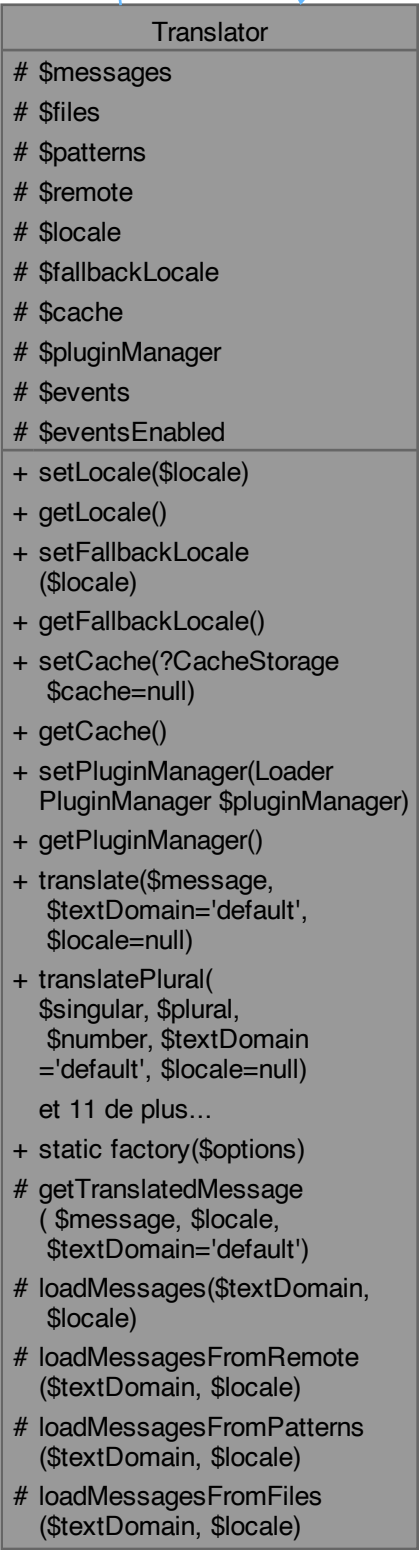 Translator
# $messages
# $files
# $patterns
# $remote
# $locale
# $fallbackLocale
# $cache
# $pluginManager
# $events
# $eventsEnabled
+ setLocale($locale)
+ getLocale()
+ setFallbackLocale
($locale)
+ getFallbackLocale()
+ setCache(?CacheStorage
$cache=null)
+ getCache()
+ setPluginManager(Loader
PluginManager $pluginManager)
+ getPluginManager()
+ translate($message,
$textDomain='default',
$locale=null)
+ translatePlural(
$singular, $plural,
$number, $textDomain
='default', $locale=null)
et 11 de plus...
+ static factory($options)
# getTranslatedMessage
( $message, $locale,
$textDomain='default')
# loadMessages($textDomain,
$locale)
# loadMessagesFromRemote
($textDomain, $locale)
# loadMessagesFromPatterns
($textDomain, $locale)
# loadMessagesFromFiles
($textDomain, $locale)